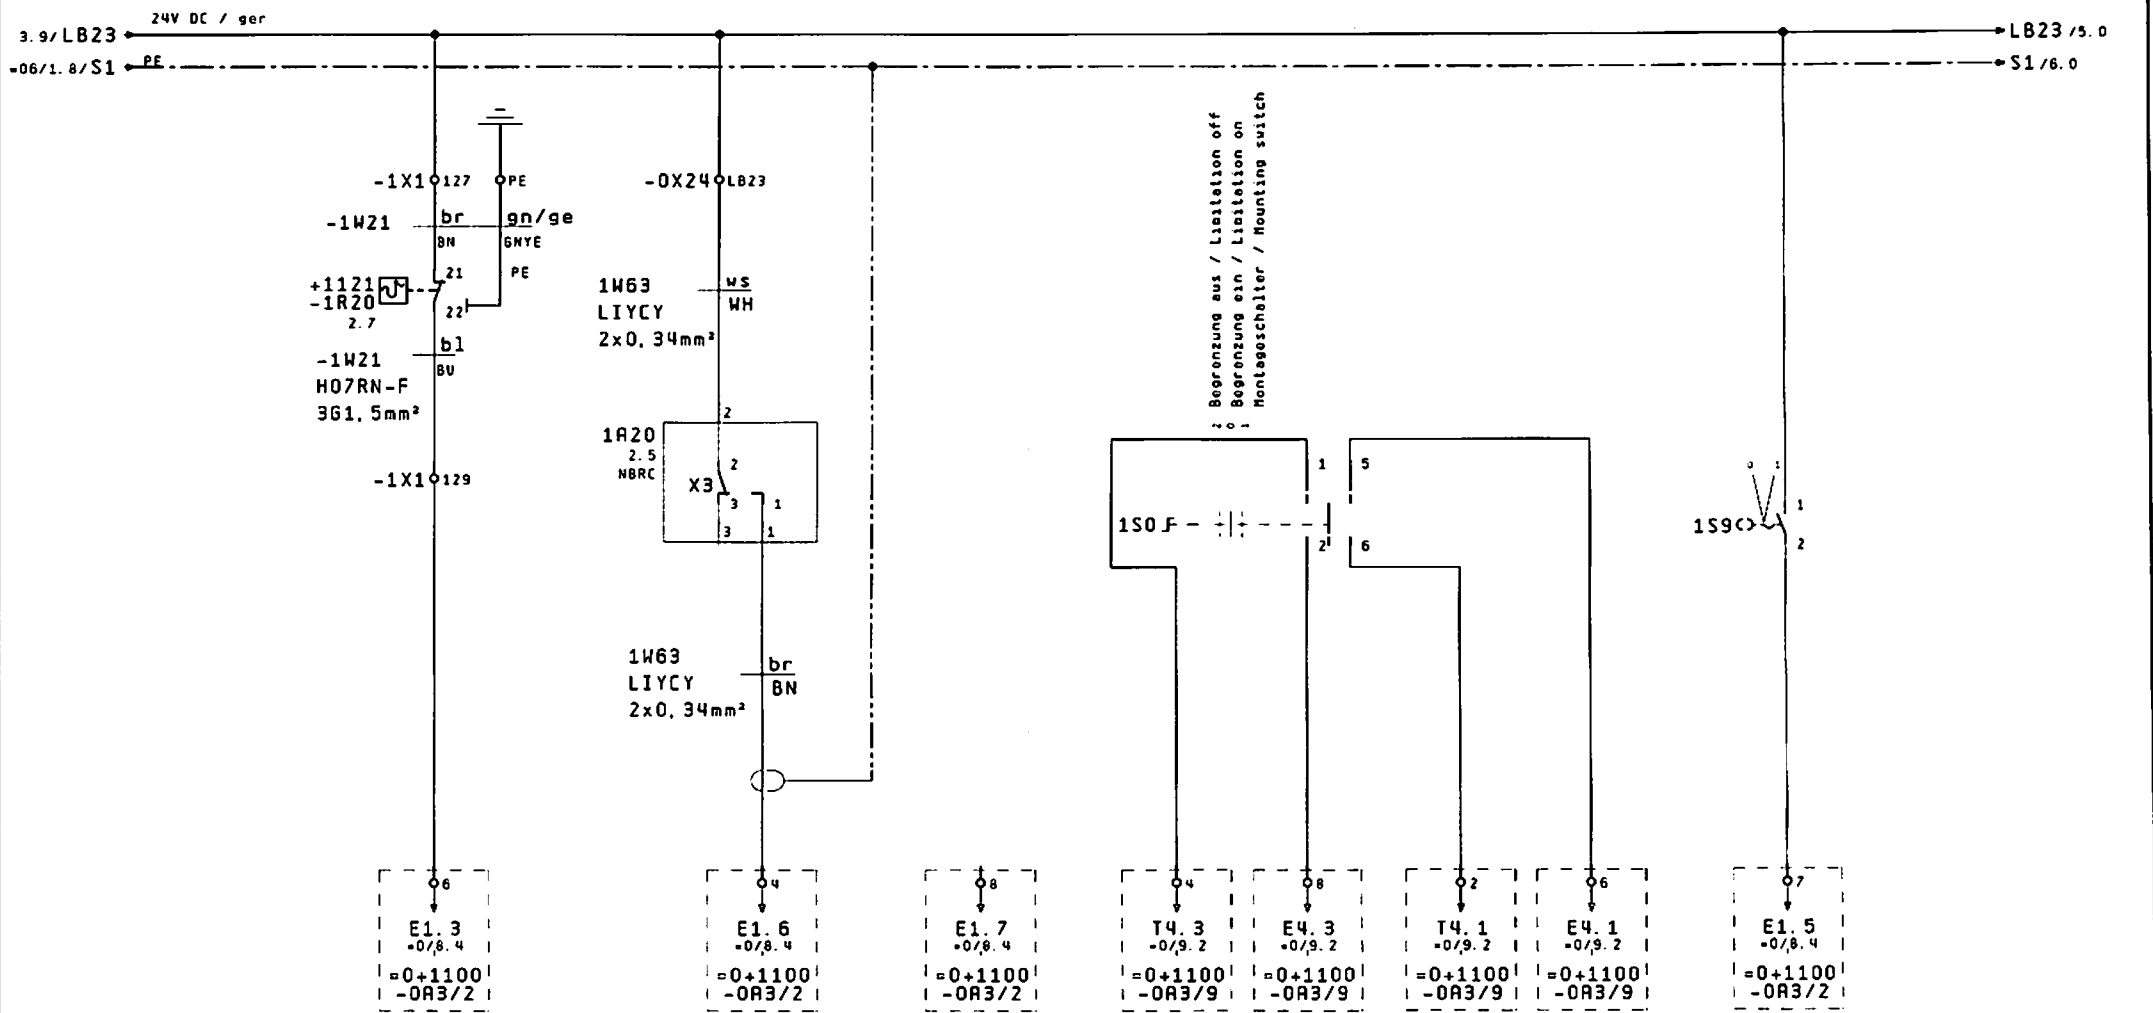 24V DC / ger
3.9/LB23
LB23/5.0
=06/1.8/S1
PE
S1/6.0
Begrenzung aus / Limitation off
Begrenzung ein / Limitation on
Montageschalter / Mounting switch
2
0
1
-1X1
127
PE
-0X24
LB23
-1W21
br
gn/ge
BN
GNYE
+1121
-1R20
2.7
21
22
PE
1W63
LIYCY
2x0,34mm²
ws
WH
-1W21
H07RN-F
3G1,5mm²
bl
BU
2
1A20
2.5
NBRC
X3
2
3
1
3
1
-1X1
129
1
5
1S0
2
6
0
1
1S9
1
2
1W63
LIYCY
2x0,34mm²
br
BN
6
E1.3
=0/8.4
=0+1100
-0A3/2
4
E1.6
=0/8.4
=0+1100
-0A3/2
8
E1.7
=0/8.4
=0+1100
-0A3/2
4
T4.3
=0/9.2
=0+1100
-0A3/9
8
E4.3
=0/9.2
=0+1100
-0A3/9
2
T4.1
=0/9.2
=0+1100
-0A3/9
6
E4.1
=0/9.2
=0+1100
-0A3/9
7
E1.5
=0/8.4
=0+1100
-0A3/2